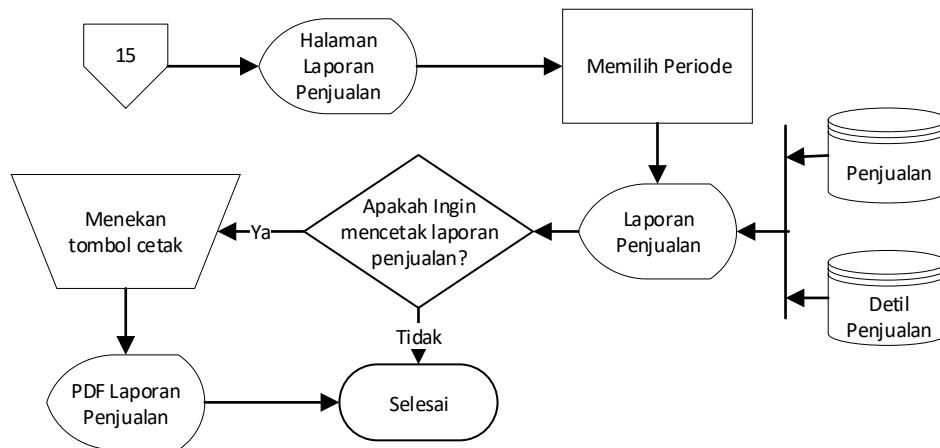 15
Halaman
Laporan
Penjualan
Memilih Periode
Penjualan
Detil
Penjualan
Laporan
Penjualan
Apakah Ingin
mencetak laporan
penjualan?
Ya
Menekan
tombol cetak
Tidak
PDF Laporan
Penjualan
Selesai